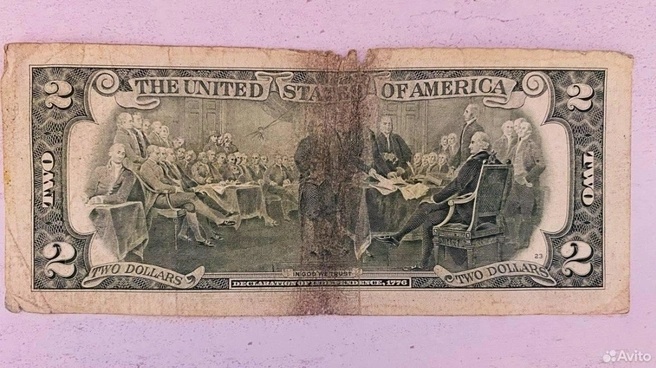 2 THE UNITED STATES OF AMERICA 2
TWO TWO
23
2 TWO DOLLARS IN GOD WE TRUST TWO DOLLARS 2
DECLARATION OF INDEPENDENCE, 1776
Avito